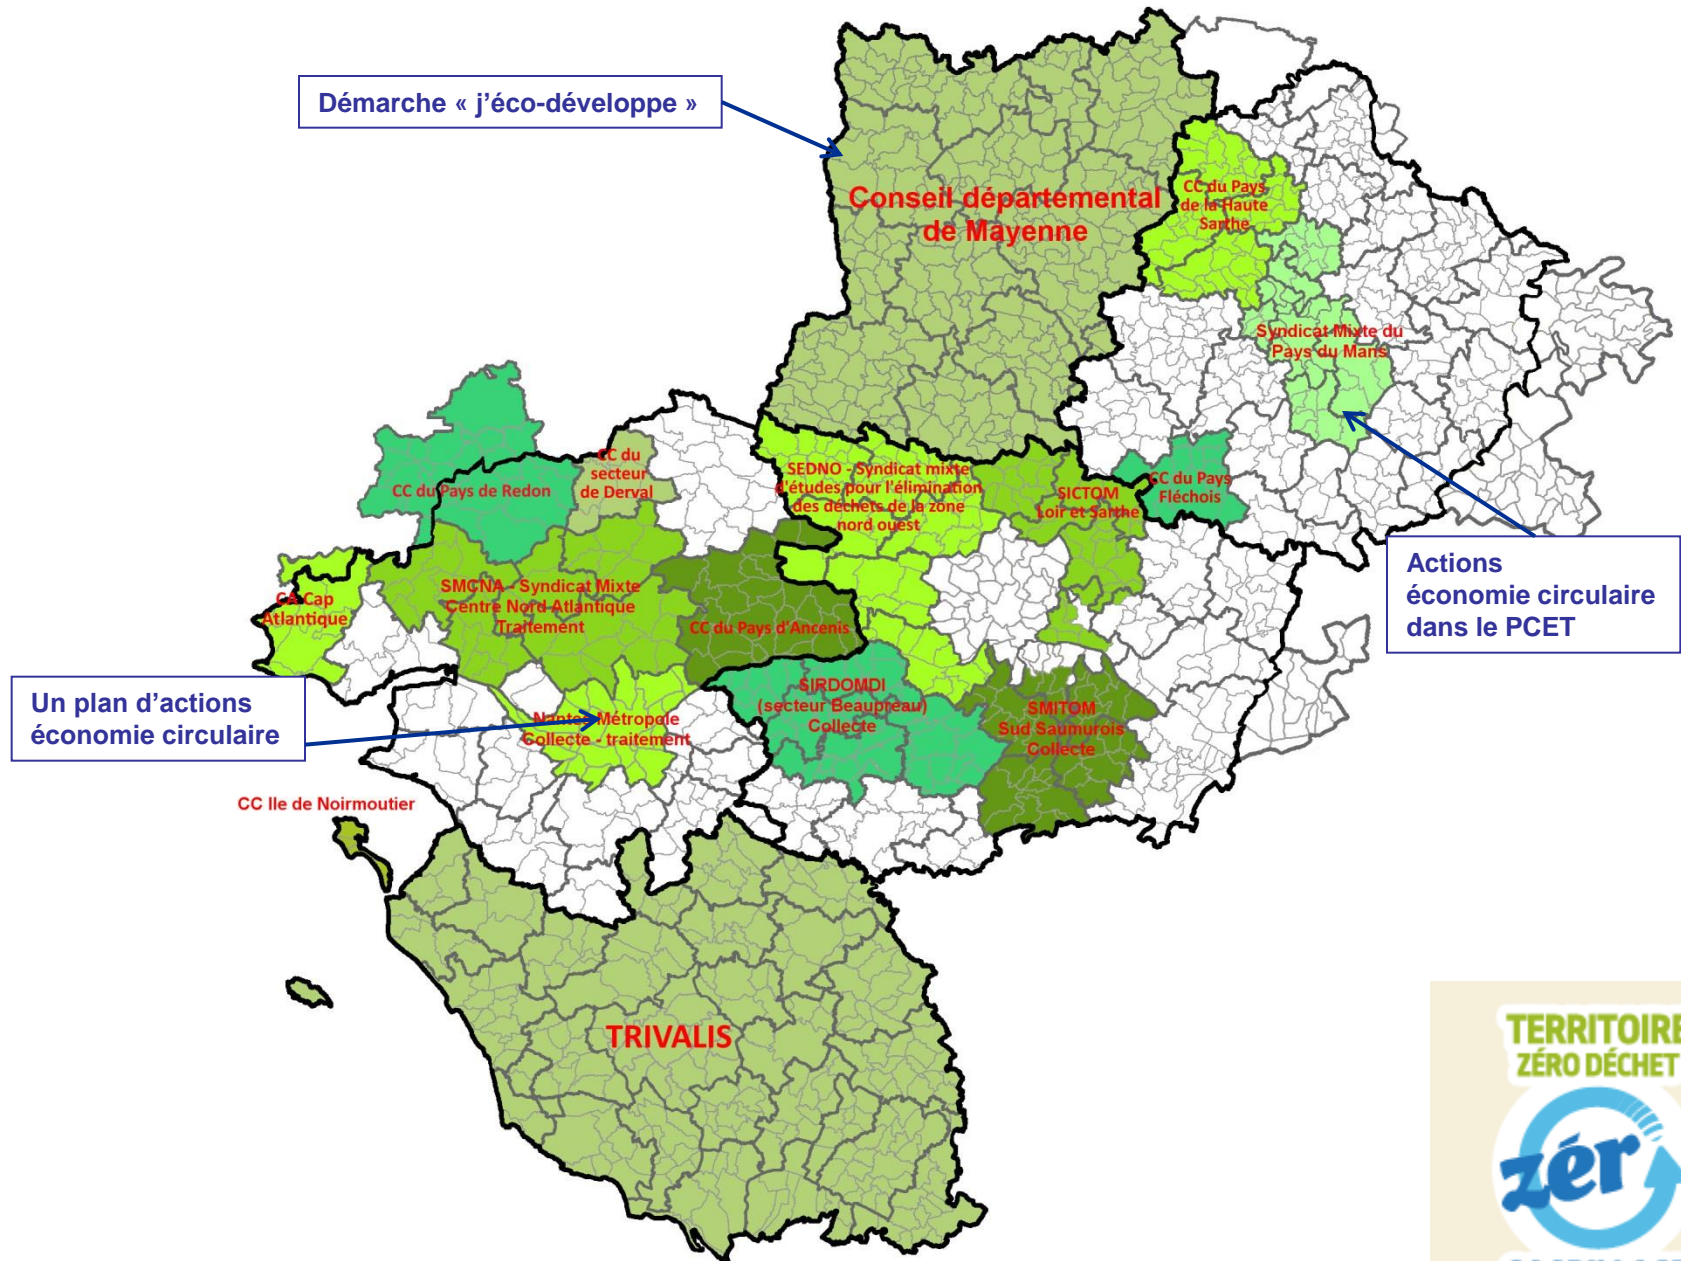 Démarche « j’éco-développe »
Conseil départemental
de Mayenne
CC du Pays
de la Haute
Sarthe
Syndicat Mixte du
Pays du Mans
CC du
secteur
de Derval
CC du Pays de Redon
SEDNO - Syndicat mixte
d'études pour l'élimination
des déchets de la zone
nord ouest
SICTOM
Loir et Sarthe
CC du Pays
Fléchois
Actions
économie circulaire
dans le PCET
CA Cap
Atlantique
SMCNA - Syndicat Mixte
Centre Nord Atlantique
Traitement
CC du Pays d'Ancenis
Un plan d’actions
économie circulaire
Nantes Métropole
Collecte - traitement
SIRDOMDI
(secteur Beaupréau)
Collecte
SMITOM
Sud Saumurois
Collecte
CC Ile de Noirmoutier
TRIVALIS
TERRITOIRE
ZÉRO DÉCHET
zér